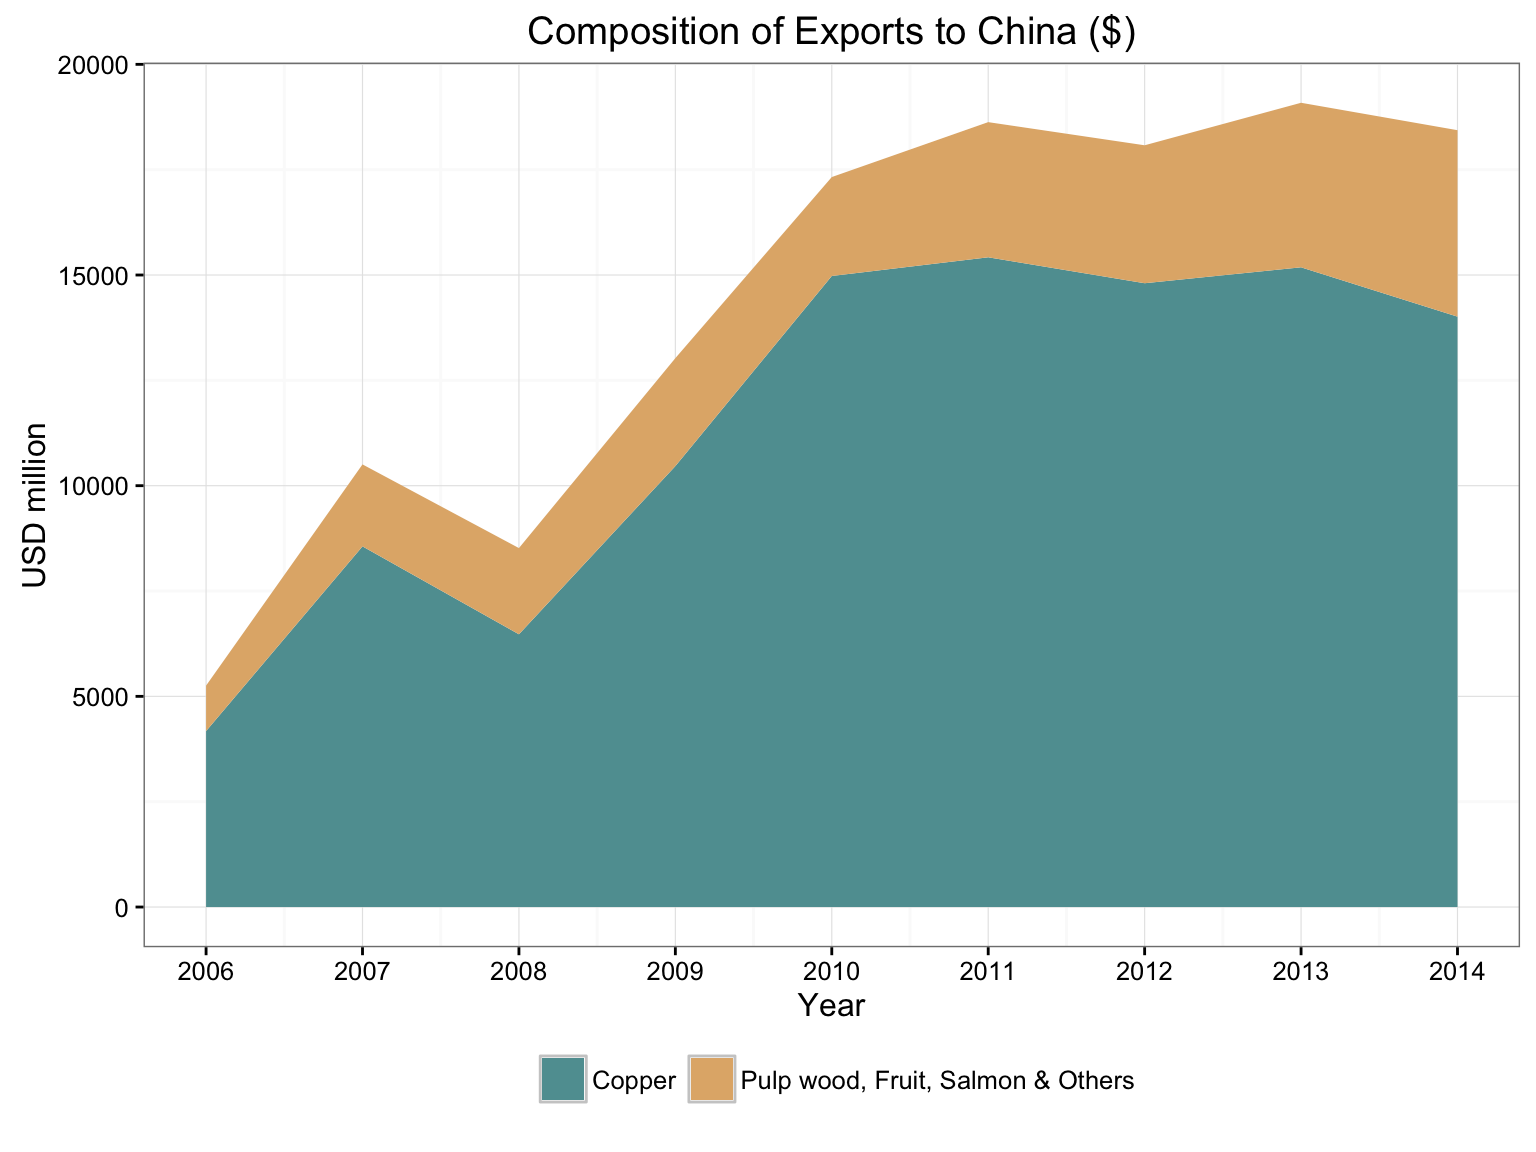 Composition of Exports to China ($)
20000
15000
10000
5000
0
USD million
2006 2007 2008 2009 2010 2011 2012 2013 2014
Year
Copper Pulp wood, Fruit, Salmon & Others